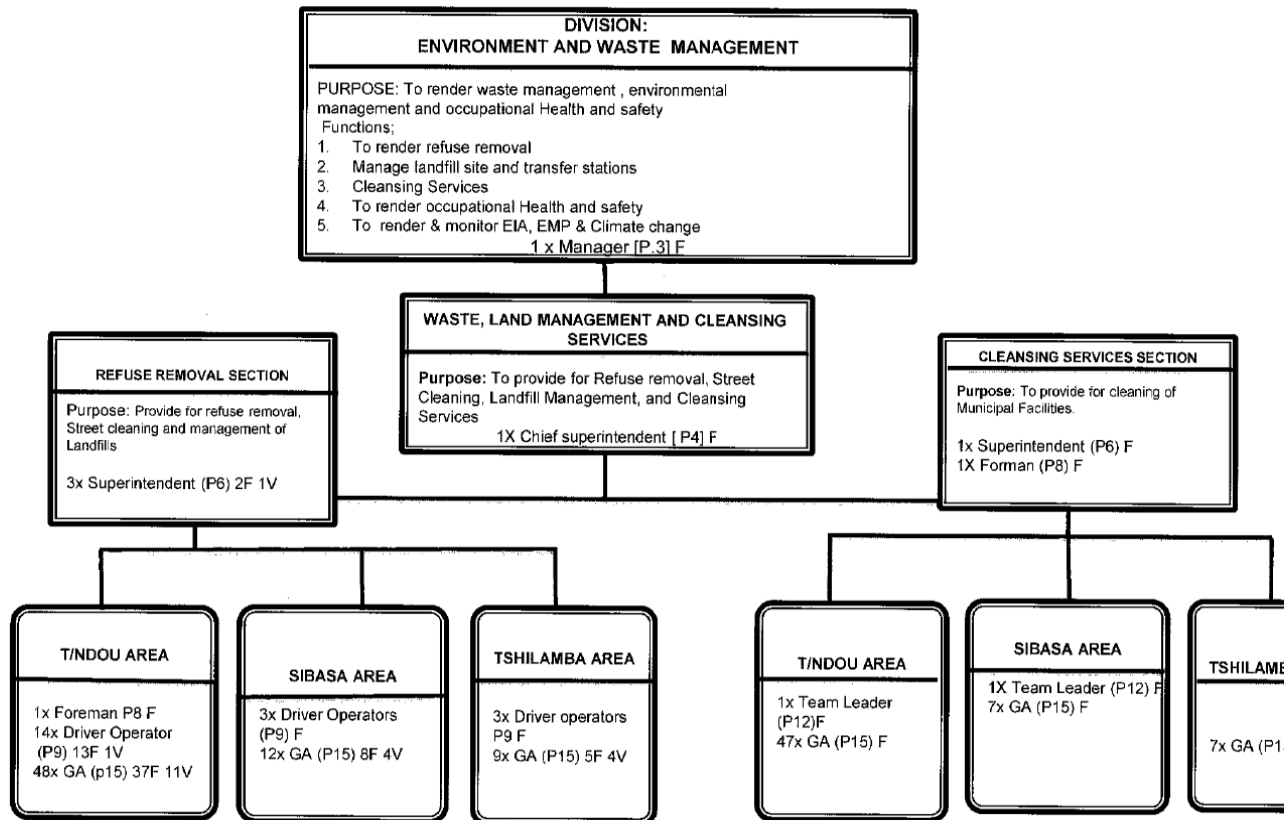 DIVISION:
ENVIRONMENT AND WASTE MANAGEMENT
PURPOSE: To render waste management , environmental
management and occupational Health and safety
Functions;
1. To render refuse removal
2. Manage landfill site and transfer stations
3. Cleansing Services
4. To render occupational Health and safety
5. To render & monitor EIA, EMP & Climate change
1 x Manager [P.3] F
WASTE, LAND MANAGEMENT AND CLEANSING
SERVICES
Purpose: To provide for Refuse removal, Street
Cleaning, Landfill Management, and Cleansing
Services
1X Chief superintendent [ P4] F
REFUSE REMOVAL SECTION
Purpose: Provide for refuse removal,
Street cleaning and management of
Landfills
3x Superintendent (P6) 2F 1V
CLEANSING SERVICES SECTION
Purpose: To provide for cleaning of
Municipal Facilities.
1x Superintendent (P6) F
1X Forman (P8) F
T/NDOU AREA
1x Foreman P8 F
14x Driver Operator
(P9) 13F 1V
48x GA (p15) 37F 11V
SIBASA AREA
3x Driver Operators
(P9) F
12x GA (P15) 8F 4V
TSHILAMBA AREA
3x Driver operators
P9 F
9x GA (P15) 5F 4V
T/NDOU AREA
1x Team Leader
(P12)F
47x GA (P15) F
SIBASA AREA
1X Team Leader (P12) F
7x GA (P15) F
TSHILAMB
7x GA (P1